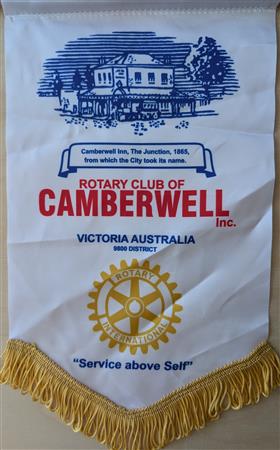 Camberwell Inn, The Junction, 1865,
from which the City took its name.
ROTARY CLUB OF
CAMBERWELL
Inc.
VICTORIA AUSTRALIA
9800 DISTRICT
ROTARY
INTERNATIONAL
"Service above Self"